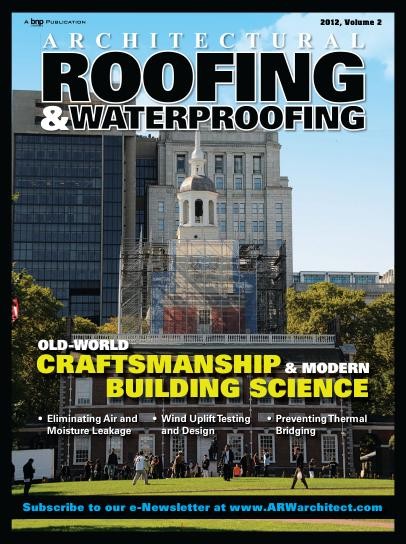 A bnp PUBLICATION
2012, Volume 2
ARCHITECTURAL
ROOFING
&WATERPROOFING
OLD-WORLD
CRAFTSMANSHIP & MODERN
BUILDING SCIENCE
• Eliminating Air and
Moisture Leakage
• Wind Uplift Testing
and Design
• Preventing Thermal
Bridging
Subscribe to our e-Newsletter at www.ARWarchitect.com